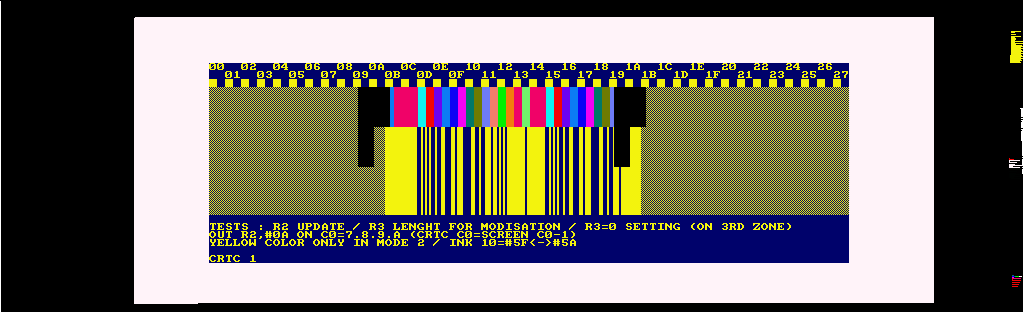 00 02 04 06 08 0A 0C 0E 10 12 14 16 18 1A 1C 1E 20 22 24 26
01 03 05 07 09 0B 0D 0F 11 13 15 17 19 1B 1D 1F 21 23 25 27
TESTS : R2 UPDATE / R3 LENGHT FOR MODISATION / R3=0 SETTING (ON 3RD ZONE)
OUT R2,#0A ON C0=7.8.9.A (CRTC C0=SCREEN C0-1)
YELLOW COLOR ONLY IN MODE 2 / INK 10=#5F<->#5A
CRTC 1